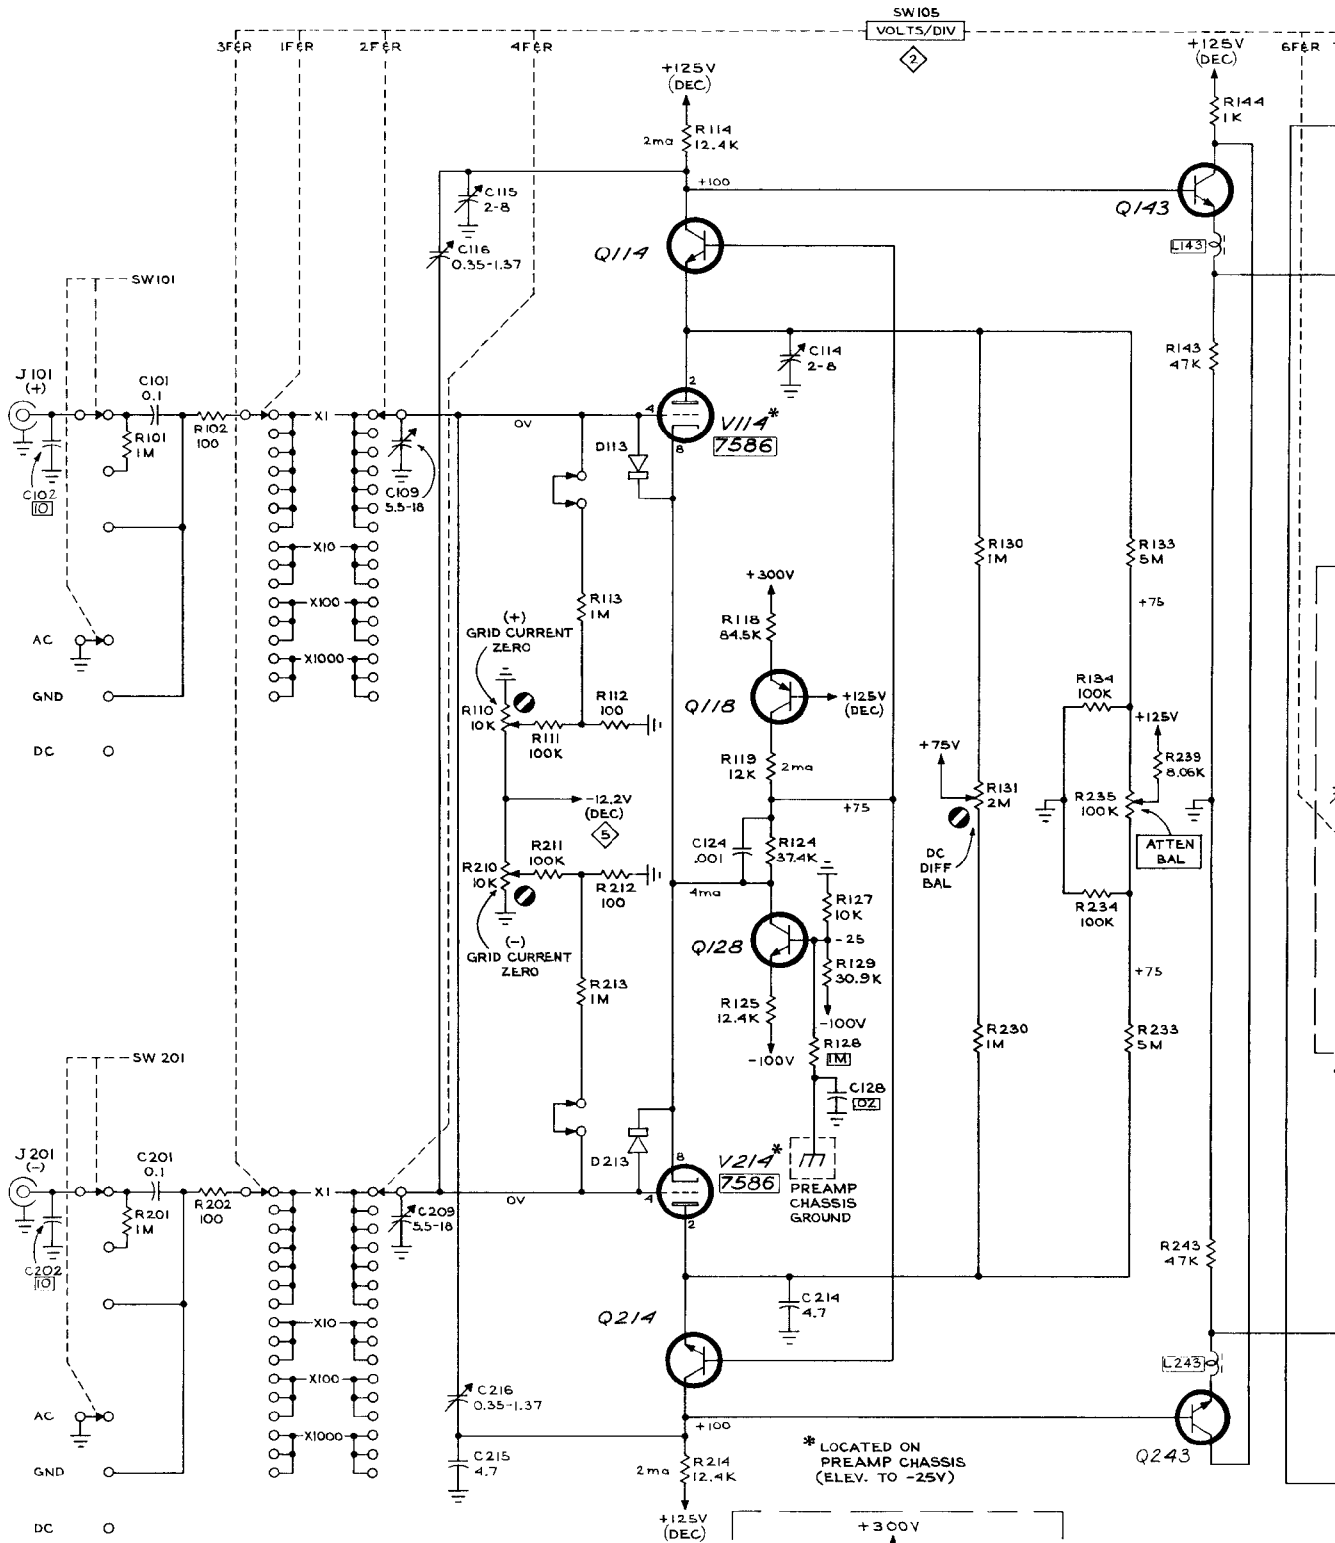 SW105
VOLTS/DIV
2
3F&R
1F&R
2F&R
4F&R
6F&R
+125V
(DEC)
R114
12.4K
2ma
+100
C115
2-8
C116
0.35-1.37
Q114
+125V
(DEC)
R144
1K
Q143
L143
SW101
J101
(+)
C101
0.1
R101
1M
C102
10
R102
100
X1
X10
X100
X1000
C109
5.5-18
0V
D113
2
4
8
V114*
7586
C114
2-8
R143
47K
AC
GND
DC
R113
1M
(+)
GRID CURRENT
ZERO
R110
10K
R111
100K
R112
100
-12.2V
(DEC)
5
R210
10K
R211
100K
R212
100
(-)
GRID CURRENT
ZERO
R213
1M
+300V
R118
84.5K
Q118
+125V
(DEC)
R119
12K
2ma
+75
C124
.001
R124
37.4K
4ma
Q128
R127
10K
-25
R129
30.9K
-100V
R125
12.4K
-100V
R128
1M
C128
.02
PREAMP
CHASSIS
GROUND
R130
1M
R133
5M
+75
R134
100K
+125V
R239
8.06K
+75V
R131
2M
DC
DIFF
BAL
R235
100K
ATTEN
BAL
R234
100K
+75
R230
1M
R233
5M
SW 201
J201
(-)
C201
0.1
R201
1M
C202
10
R202
100
X1
X10
X100
X1000
C209
5.5-18
0V
D213
8
4
2
V214*
7586
C214
4.7
R243
47K
L243
Q243
Q214
C216
0.35-1.37
C215
4.7
+100
2ma
R214
12.4K
+125V
(DEC)
AC
GND
DC
* LOCATED ON
PREAMP CHASSIS
(ELEV. TO -25V)
+300V